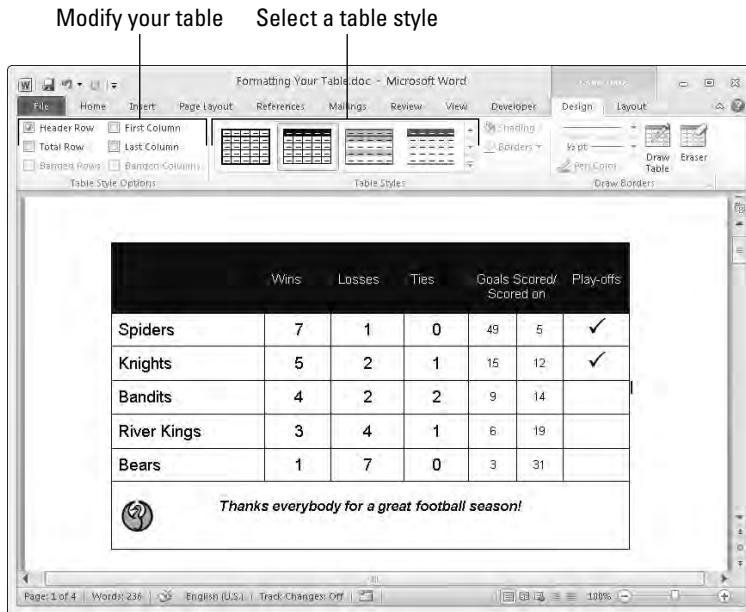 Modify your table Select a table style
Formatting Your Table.doc - Microsoft Word
File Home Insert Page Layout References Mailings Review View Developer Design Layout
Header Row First Column Shading
Total Row Last Column Borders ½ pt
Banded Rows Banded Columns Pen Color Draw Table Eraser
Table Style Options Table Styles Draw Borders
Wins Losses Ties Goals Scored/ Play-offs
Scored on
Spiders 7 1 0 49 5 ✓
Knights 5 2 1 15 12 ✓
Bandits 4 2 2 9 14
River Kings 3 4 1 6 19
Bears 1 7 0 3 31
Thanks everybody for a great football season!
Page: 1 of 4 Words: 236 English (U.S.) Track Changes: Off 100%